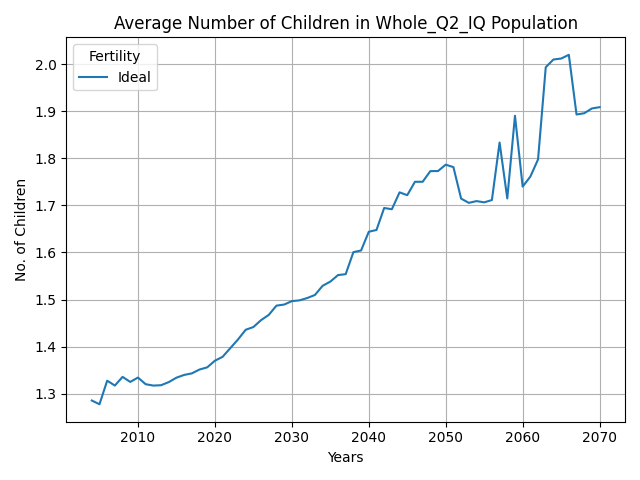 Average Number of Children in Whole_Q2_IQ Population
Fertility
Ideal
No. of Children
2.0
1.9
1.8
1.7
1.6
1.5
1.4
1.3
2010 2020 2030 2040 2050 2060 2070
Years